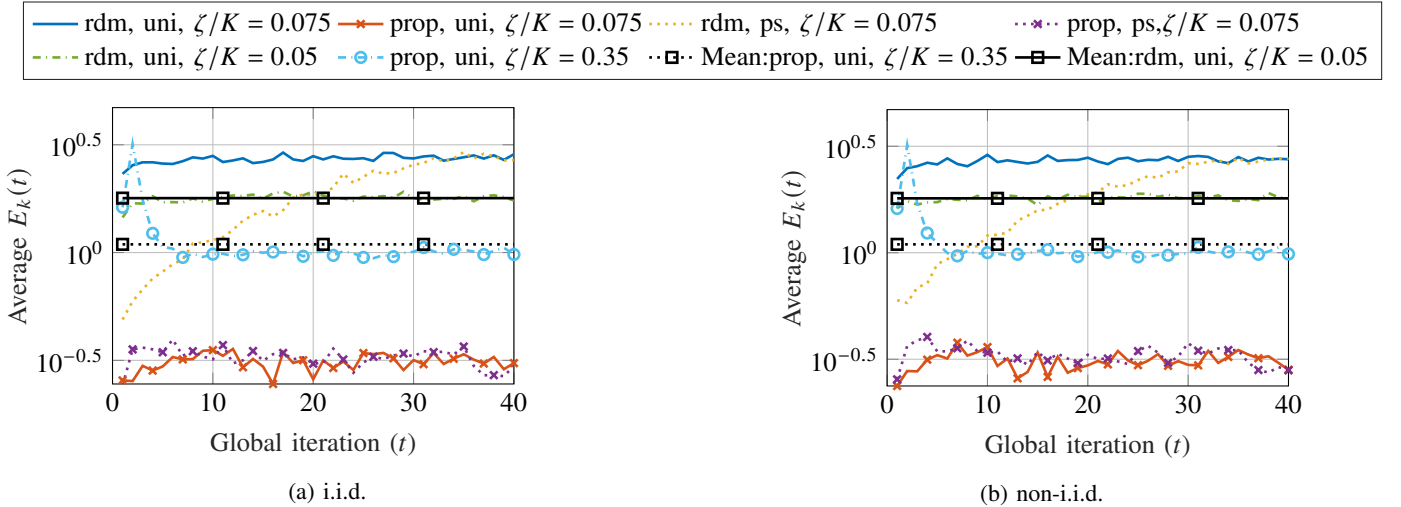 rdm, uni, ζ/K = 0.075 prop, uni, ζ/K = 0.075 rdm, ps, ζ/K = 0.075 prop, ps,ζ/K = 0.075
rdm, uni, ζ/K = 0.05 prop, uni, ζ/K = 0.35 Mean:prop, uni, ζ/K = 0.35 Mean:rdm, uni, ζ/K = 0.05
Average E_k(t)
10^0.5
10^0
10^−0.5
0 10 20 30 40
Global iteration (t)
(a) i.i.d.
Average E_k(t)
10^0.5
10^0
10^−0.5
0 10 20 30 40
Global iteration (t)
(b) non-i.i.d.